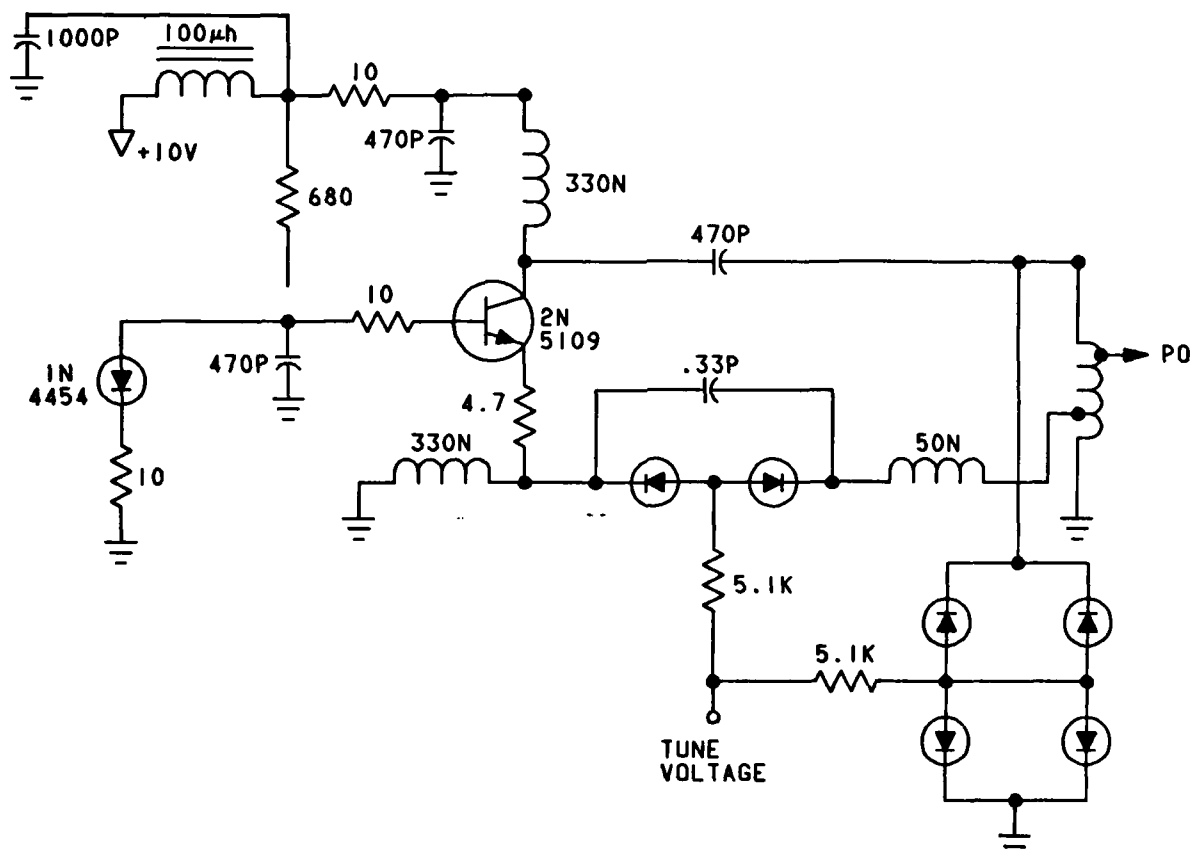 1000P
100µh
10
+10V
470P
680
330N
470P
10
2N
5109
470P
1N
4454
PO
.33P
4.7
330N
50N
10
5.1K
5.1K
TUNE
VOLTAGE